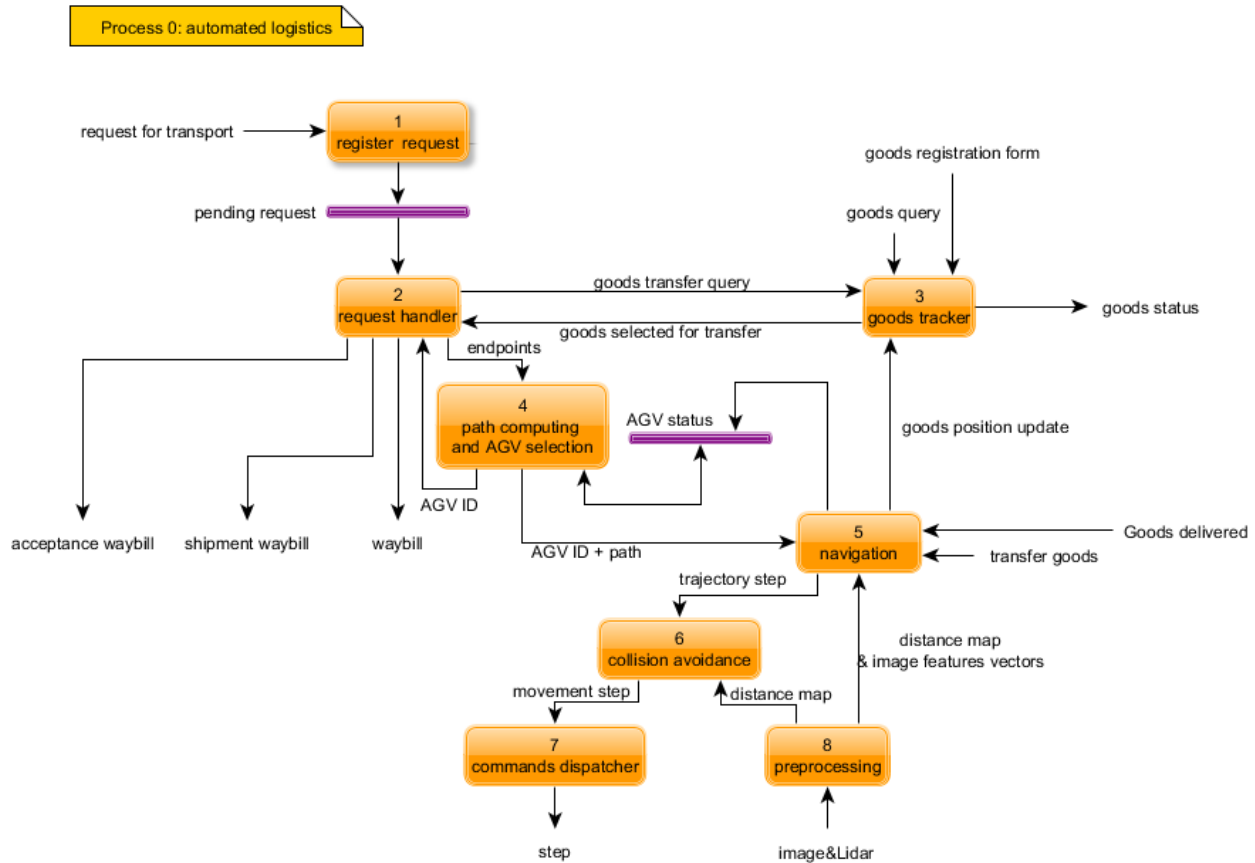 Process 0: automated logistics
1
register request
request for transport
goods registration form
pending request
goods query
goods transfer query
2
request handler
3
goods tracker
goods status
goods selected for transfer
endpoints
4
path computing
and AGV selection
AGV status
goods position update
AGV ID
acceptance waybill
shipment waybill
waybill
AGV ID + path
5
navigation
Goods delivered
transfer goods
trajectory step
6
collision avoidance
distance map
& image features vectors
movement step
distance map
7
commands dispatcher
8
preprocessing
step
image&Lidar